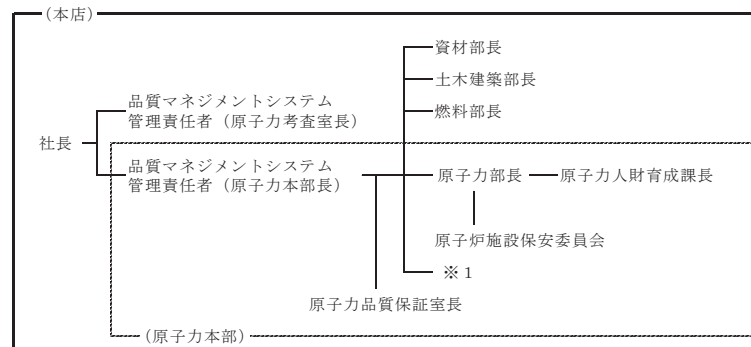 (本店)
資材部長
土木建築部長
燃料部長
品質マネジメントシステム
管理責任者（原子力考査室長）
社長
品質マネジメントシステム
管理責任者（原子力本部長）
原子力部長
原子力人財育成課長
原子炉施設保安委員会
※1
原子力品質保証室長
(原子力本部)